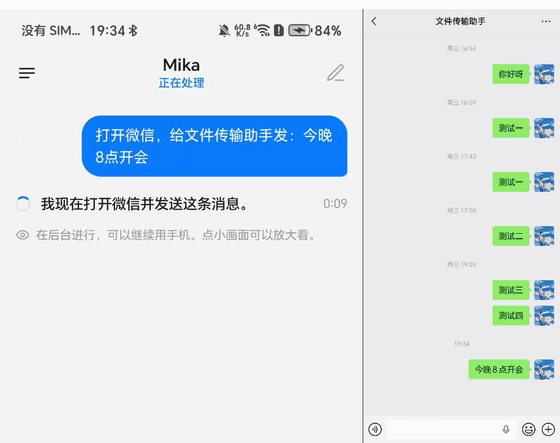 没有 SIM... 19:34 60.8 K/s 6 84%
Mika
正在处理
打开微信，给文件传输助手发：今晚
8点开会
我现在打开微信并发送这条消息。 0:09
在后台进行，可以继续用手机。点小画面可以放大看。
文件传输助手
周三 16:54
你好呀
周三 16:59
测试一
周三 17:43
测试一
周三 17:50
测试二
周三 19:24
测试三
测试四
19:34
今晚 8 点开会